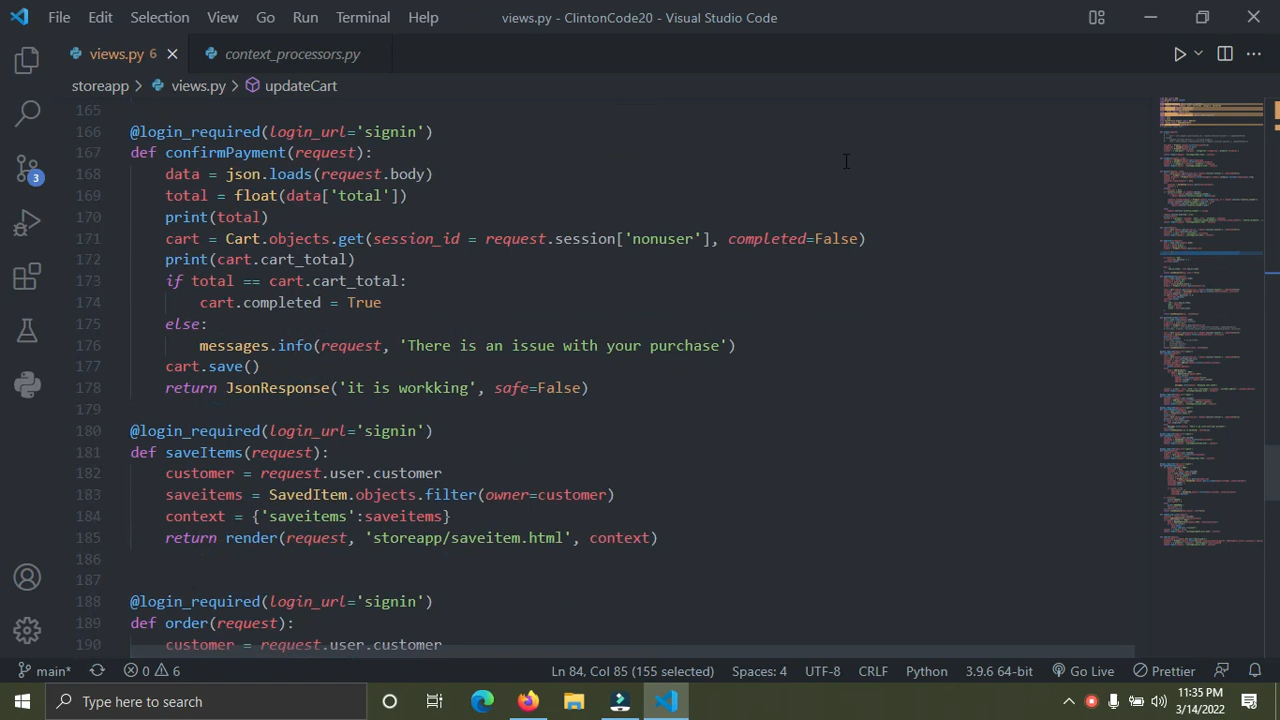 File Edit Selection View Go Run Terminal Help views.py - ClintonCode20 - Visual Studio Code
views.py 6 context_processors.py
storeapp > views.py > updateCart
165
166 @login_required(login_url='signin')
167 def confirmPayment(request):
168 data = json.loads(request.body)
169 total = float(data['total'])
170 print(total)
171 cart = Cart.objects.get(session_id = request.session['nonuser'], completed=False)
172 print(cart.cart_total)
173 if total == cart.cart_total:
174 cart.completed = True
175 else:
176 messages.info(request, 'There is an issue with your purchase')
177 cart.save()
178 return JsonResponse('it is workking', safe=False)
179
180 @login_required(login_url='signin')
181 def saveItems(request):
182 customer = request.user.customer
183 saveitems = SavedItem.objects.filter(owner=customer)
184 context = {'saveitems':saveitems}
185 return render(request, 'storeapp/saveitem.html', context)
186
187
188 @login_required(login_url='signin')
189 def order(request):
190 customer = request.user.customer
3
main* 0 6 Ln 84, Col 85 (155 selected) Spaces: 4 UTF-8 CRLF Python 3.9.6 64-bit Go Live Prettier
Type here to search
11:35 PM
3/14/2022